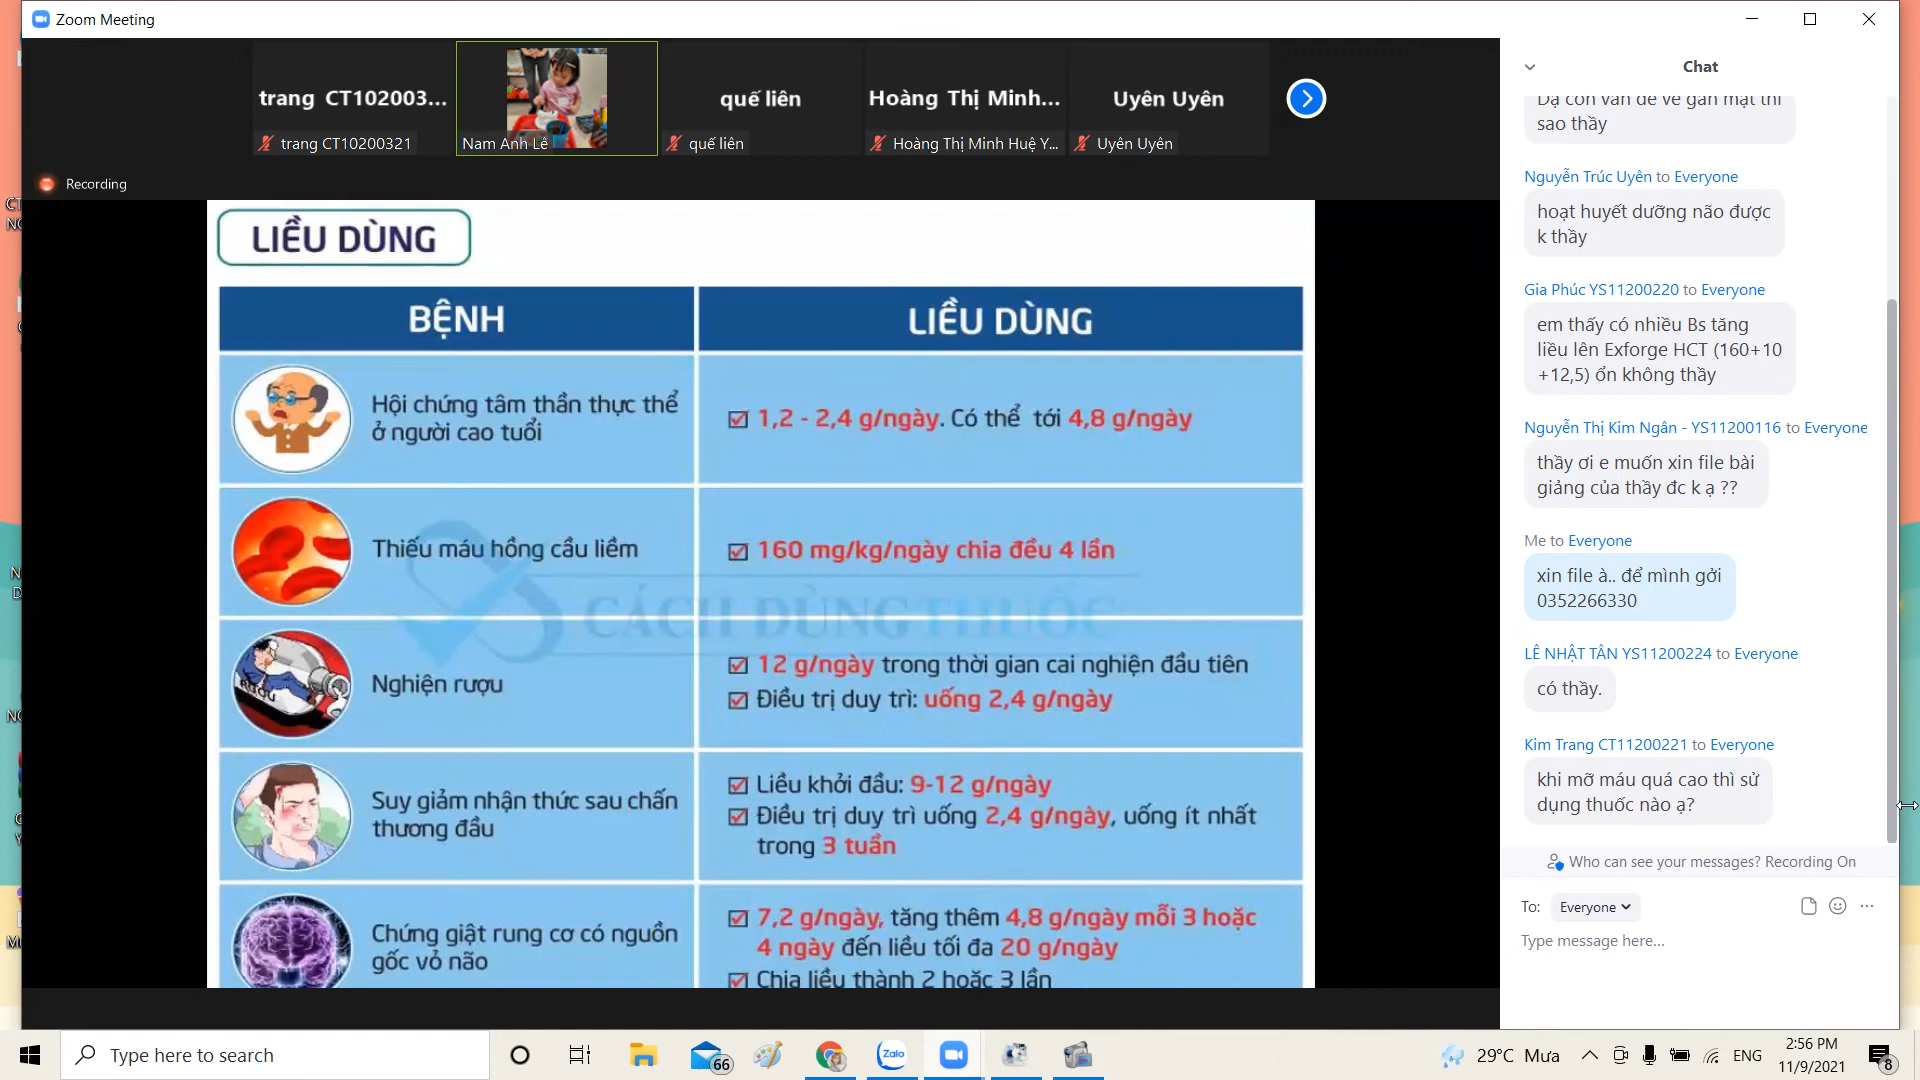 Zoom Meeting
trang CT102003...
quế liên
Hoàng Thị Minh...
Uyên Uyên
trang CT10200321
Nam Anh Lê
quế liên
Hoàng Thị Minh Huệ Y...
Uyên Uyên
Recording
LIỀU DÙNG
BỆNH
LIỀU DÙNG
Hội chứng tâm thần thực thể
ở người cao tuổi
1,2 - 2,4 g/ngày. Có thể tới 4,8 g/ngày
Thiếu máu hồng cầu liềm
160 mg/kg/ngày chia đều 4 lần
CÁCH DÙNG THUỐC
Nghiện rượu
12 g/ngày trong thời gian cai nghiện đầu tiên
Điều trị duy trì: uống 2,4 g/ngày
Suy giảm nhận thức sau chấn
thương đầu
Liều khởi đầu: 9-12 g/ngày
Điều trị duy trì uống 2,4 g/ngày, uống ít nhất
trong 3 tuần
Chứng giật rung cơ có nguồn
gốc vỏ não
7,2 g/ngày, tăng thêm 4,8 g/ngày mỗi 3 hoặc
4 ngày đến liều tối đa 20 g/ngày
Chia liều thành 2 hoặc 3 lần
Chat
Dạ con vấn đề về gan mật thì
sao thầy
Nguyễn Trúc Uyên to Everyone
hoạt huyết dưỡng não được
k thầy
Gia Phúc YS11200220 to Everyone
em thấy có nhiều Bs tăng
liều lên Exforge HCT (160+10
+12,5) ổn không thầy
Nguyễn Thị Kim Ngân - YS11200116 to Everyone
thầy ơi e muốn xin file bài
giảng của thầy đc k ạ ??
Me to Everyone
xin file à.. để mình gởi
0352266330
LÊ NHẬT TÂN YS11200224 to Everyone
có thầy.
Kim Trang CT11200221 to Everyone
khi mỡ máu quá cao thì sử
dụng thuốc nào ạ?
Who can see your messages? Recording On
To: Everyone
Type message here...
Type here to search
66
Zalo
29°C Mưa
ENG
2:56 PM
11/9/2021
8